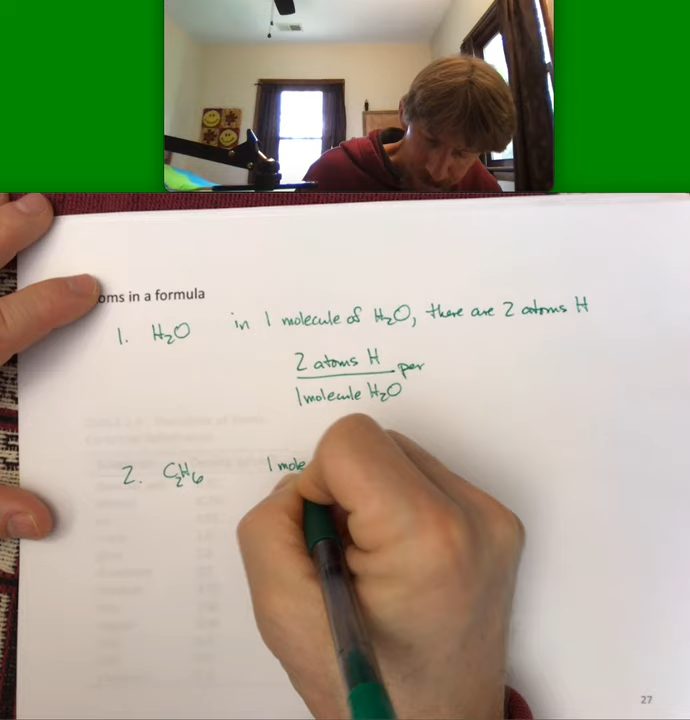 oms in a formula
1. H₂O in 1 molecule of H₂O, there are 2 atoms H
2 atoms H per
1 molecule H₂O
2. C₂H₆ 1 mole
27